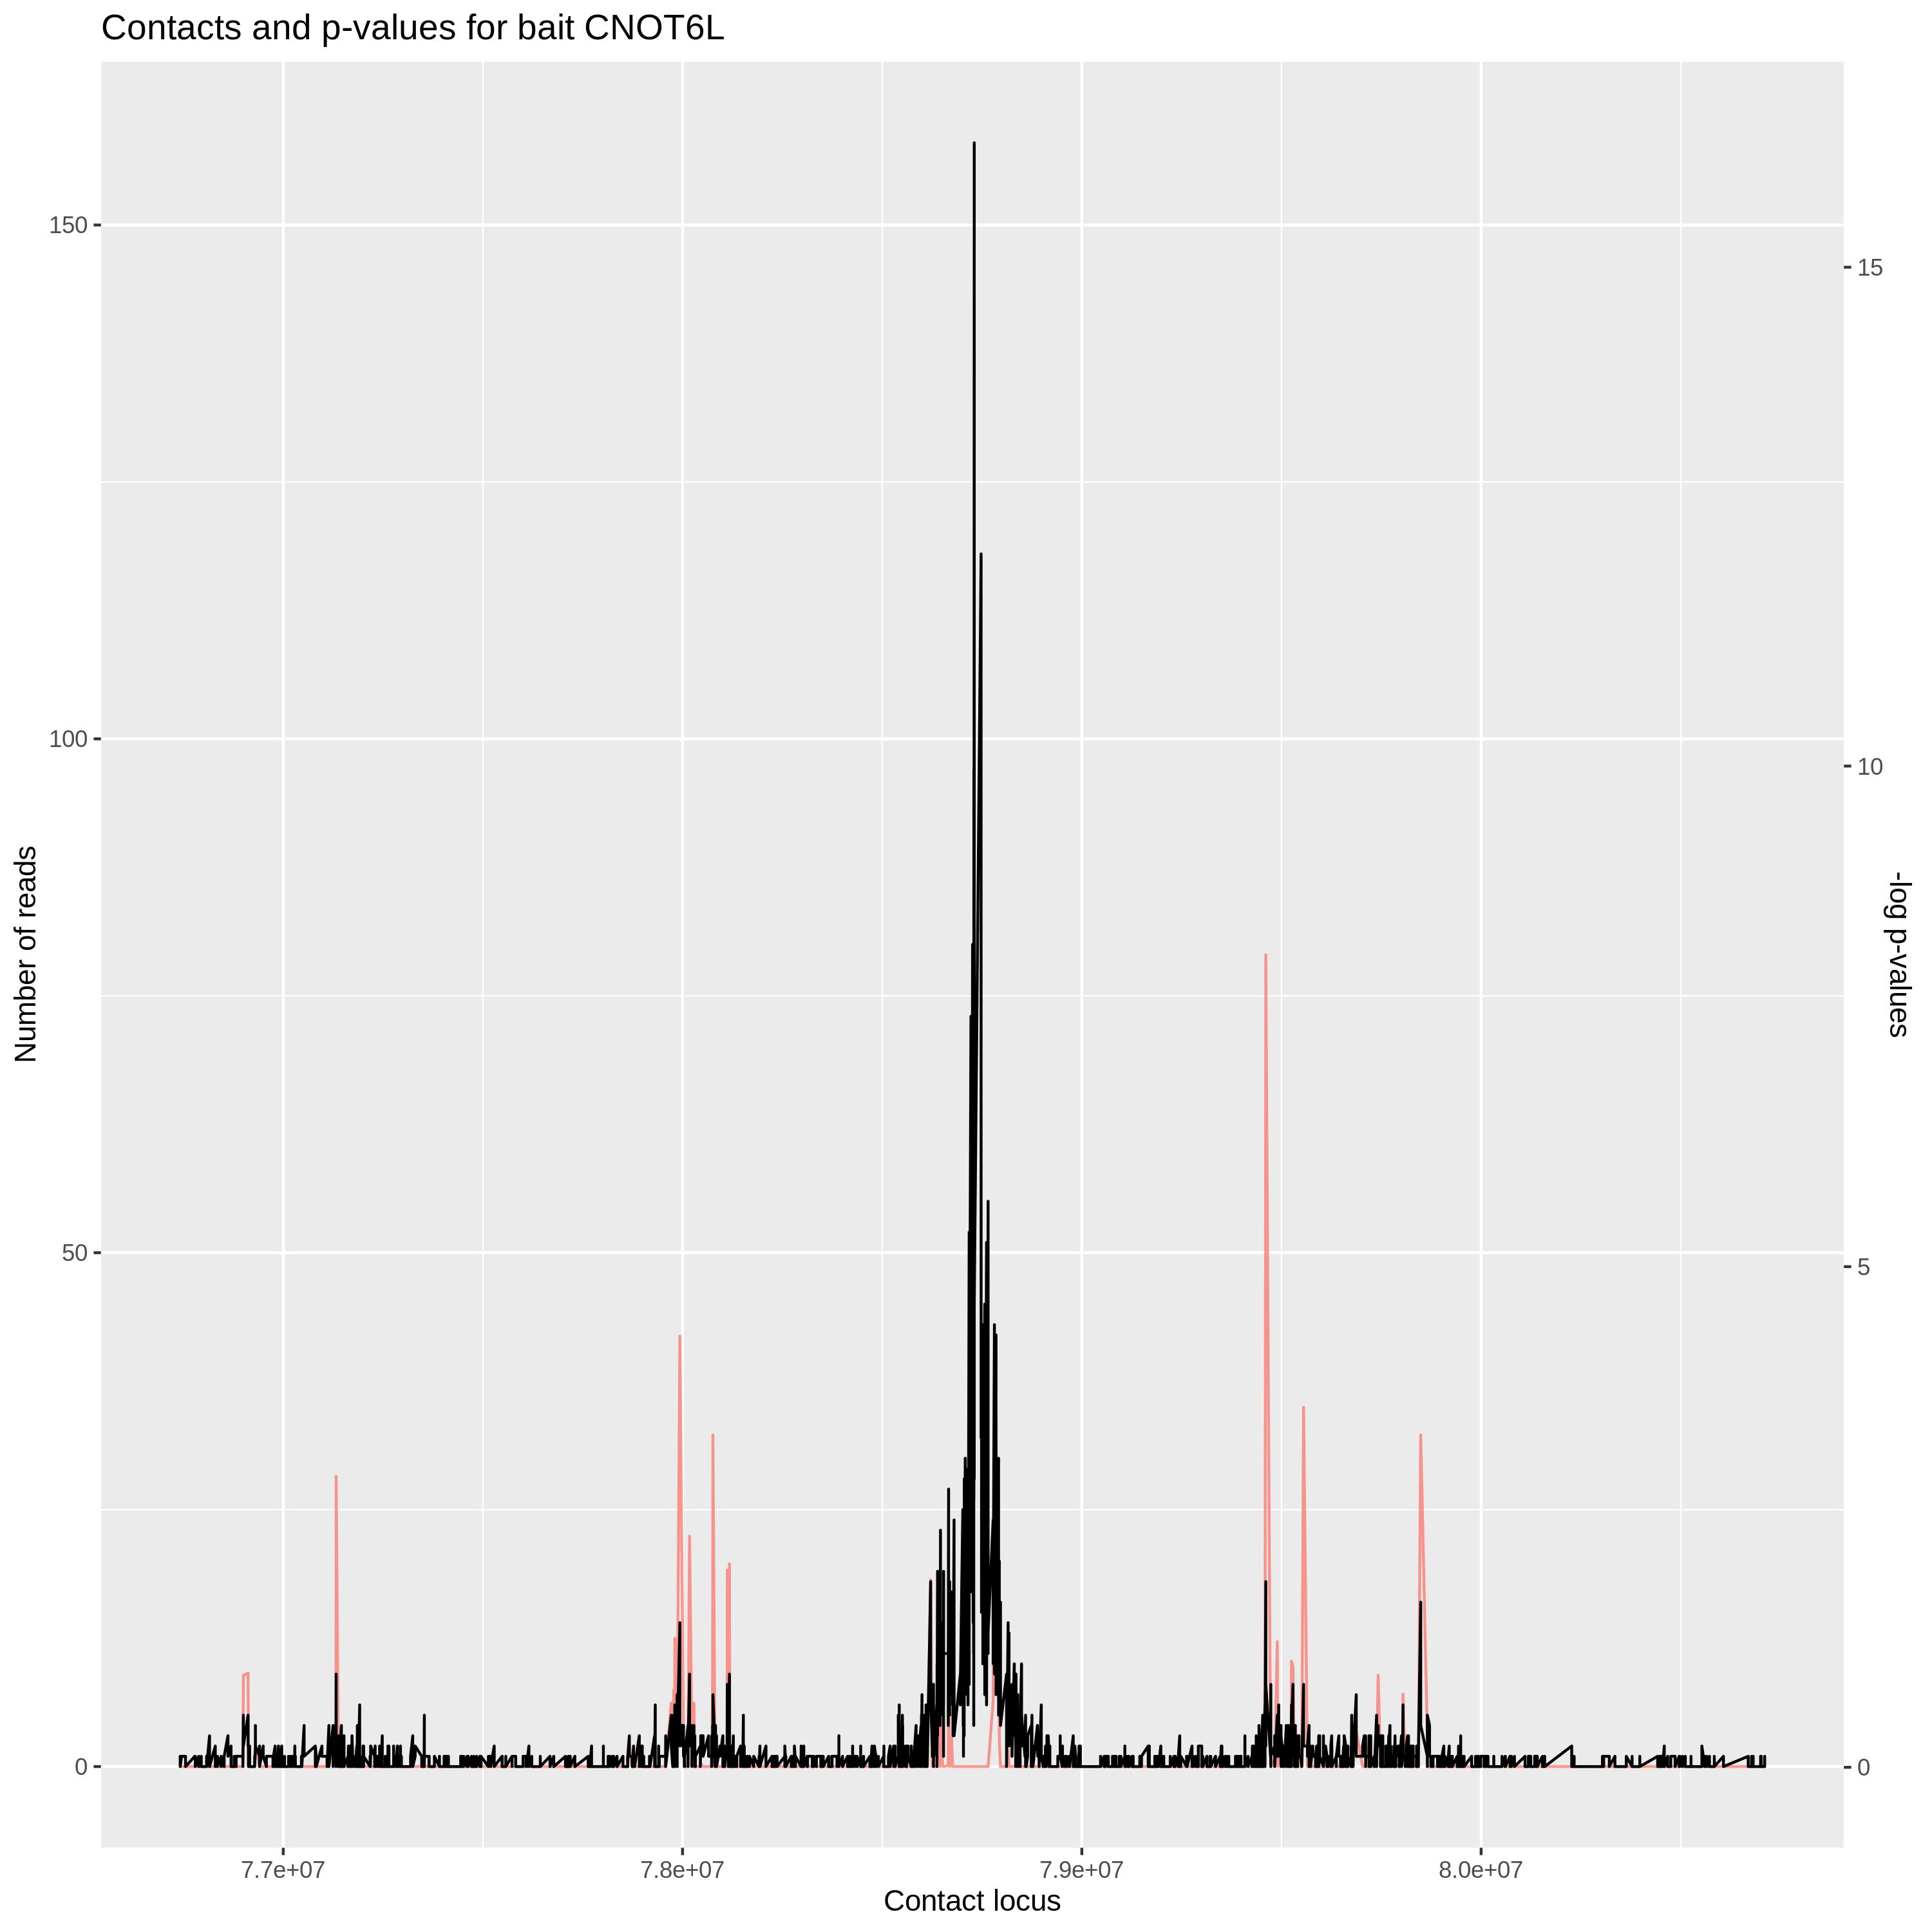 Contacts and p-values for bait CNOT6L
150
100
50
0
15
10
5
0
Number of reads
-log p-values
7.7e+07 7.8e+07 7.9e+07 8.0e+07
Contact locus